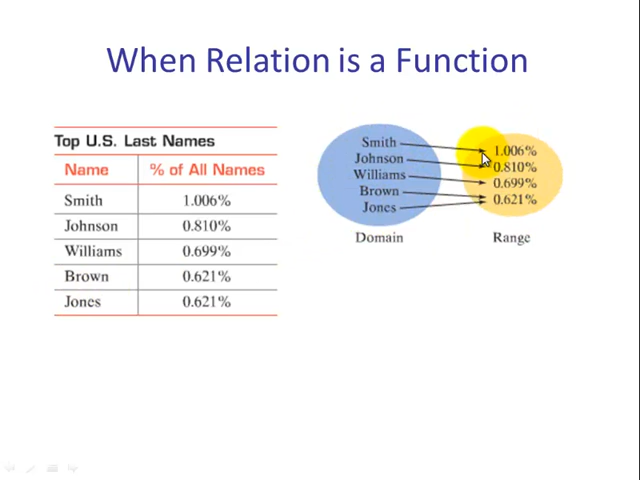 When Relation is a Function
Top U.S. Last Names
Name % of All Names
Smith 1.006%
Johnson 0.810%
Williams 0.699%
Brown 0.621%
Jones 0.621%
Smith 1.006%
Johnson 0.810%
Williams 0.699%
Brown 0.621%
Jones
Domain Range